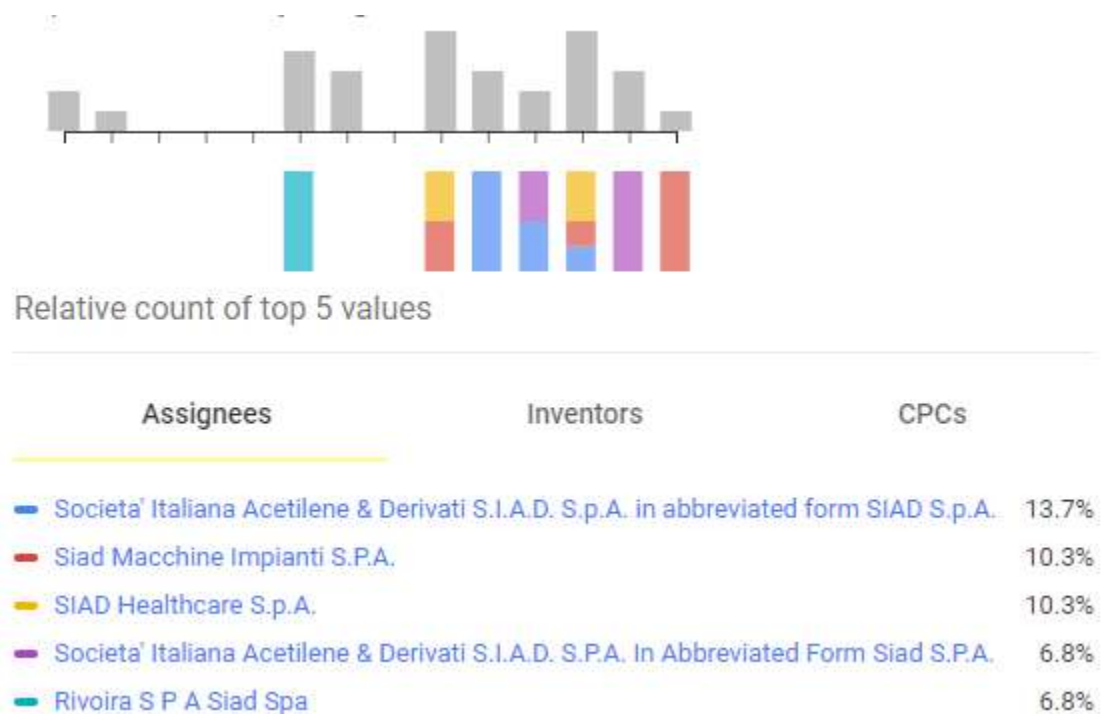 Relative count of top 5 values
Assignees Inventors CPCs
Societa' Italiana Acetilene & Derivati S.I.A.D. S.p.A. in abbreviated form SIAD S.p.A. 13.7%
Siad Macchine Impianti S.P.A. 10.3%
SIAD Healthcare S.p.A. 10.3%
Societa' Italiana Acetilene & Derivati S.I.A.D. S.P.A. In Abbreviated Form Siad S.P.A. 6.8%
Rivoira S P A Siad Spa 6.8%